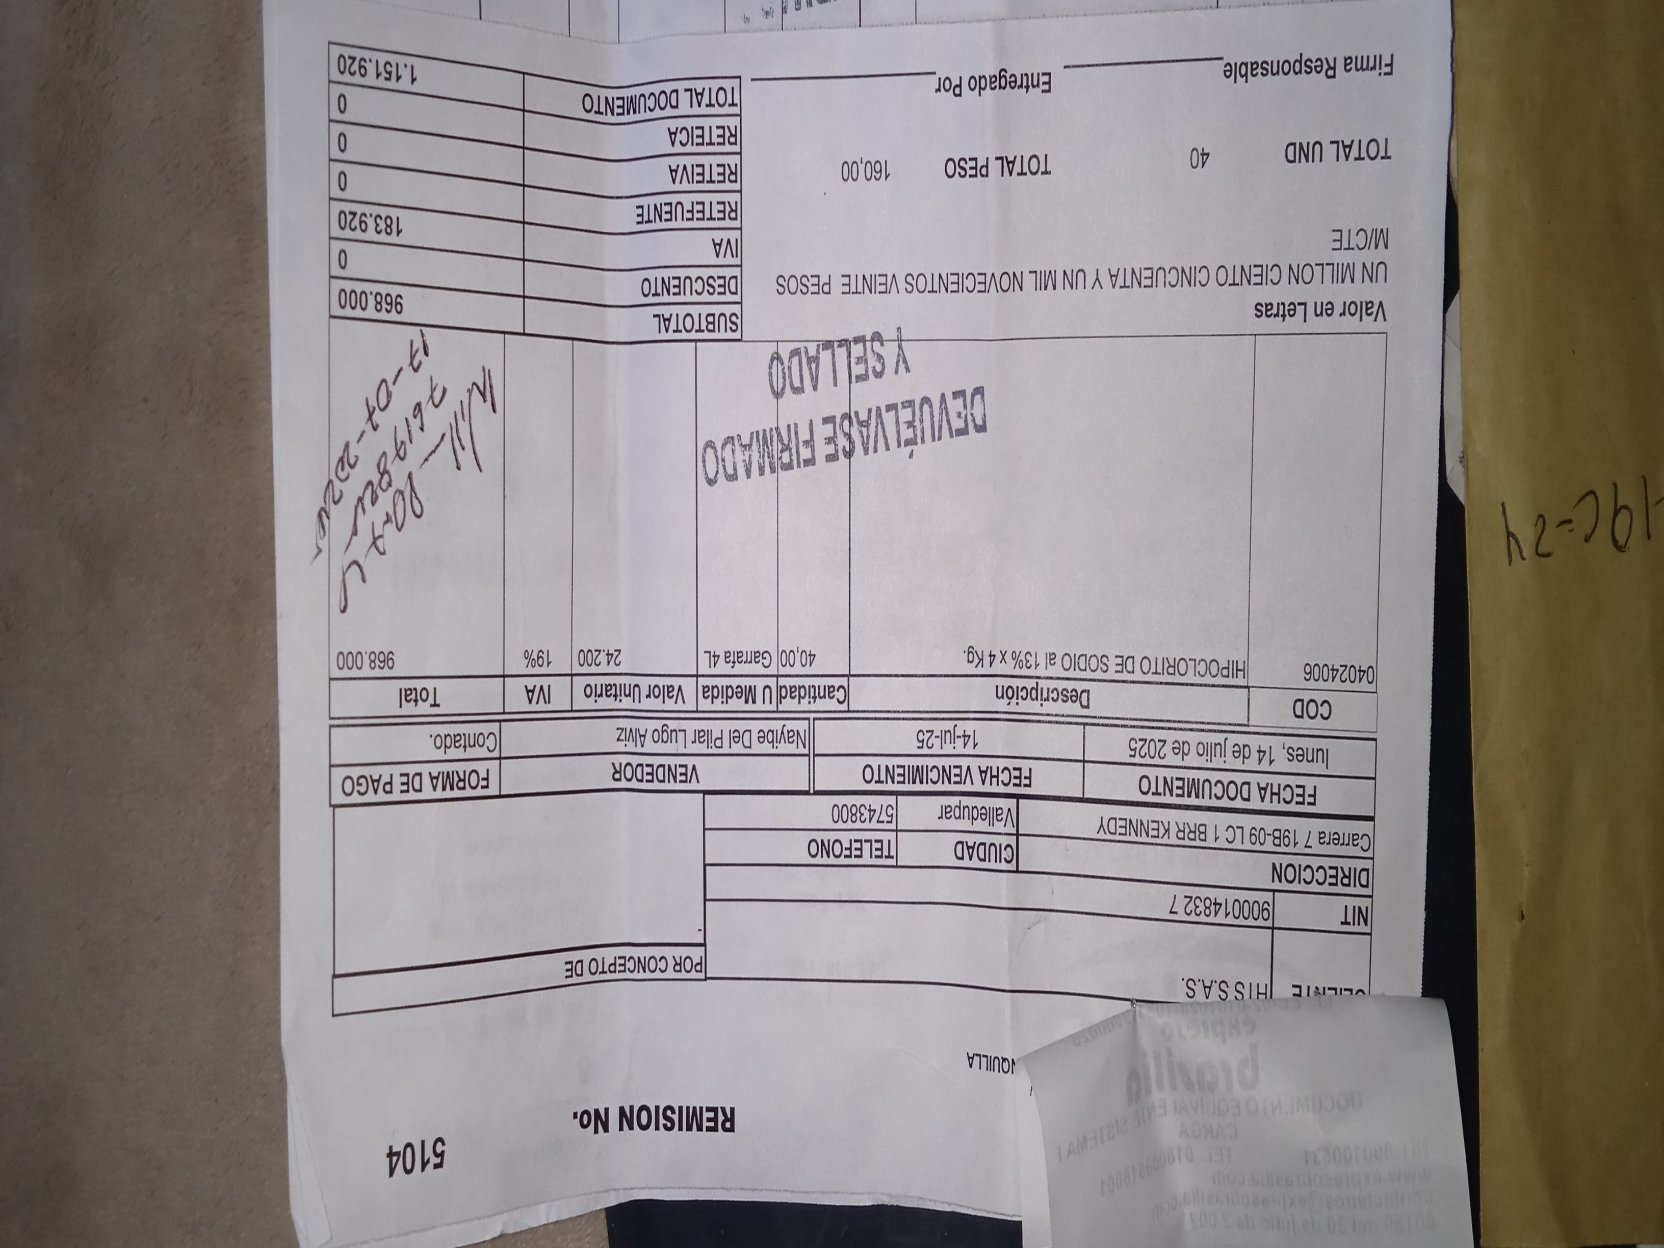 REMISION No.
5104
CLIENTE HTS S.A.S.
POR CONCEPTO DE
NIT 900014832 7
DIRECCION CIUDAD TELEFONO
Carrera 7 19B-09 LC 1 BRR KENNEDY Valledupar 5743800
FECHA DOCUMENTO FECHA VENCIMIENTO VENDEDOR FORMA DE PAGO
lunes, 14 de julio de 2025 14-jul-25 Nayibe Del Pilar Lugo Alviz Contado.
COD Descripción Cantidad U Medida Valor Unitario IVA Total
04024006 HIPOCLORITO DE SODIO al 13% x 4 Kg. 40,00 Garrafa 4L 24.200 19% 968.000
DEVUÉLVASE FIRMADO
Y SELLADO
Valor en Letras
UN MILLON CIENTO CINCUENTA Y UN MIL NOVECIENTOS VEINTE PESOS
M/CTE
SUBTOTAL 968.000
DESCUENTO 0
IVA 183.920
RETEFUENTE 0
RETEIVA 0
RETEICA 0
TOTAL DOCUMENTO 1.151.920
TOTAL UND 40 TOTAL PESO 160,00
Firma Responsable Entregado Por
DOCUMENTO EQUIVALENTE SISTEMA
CARGA